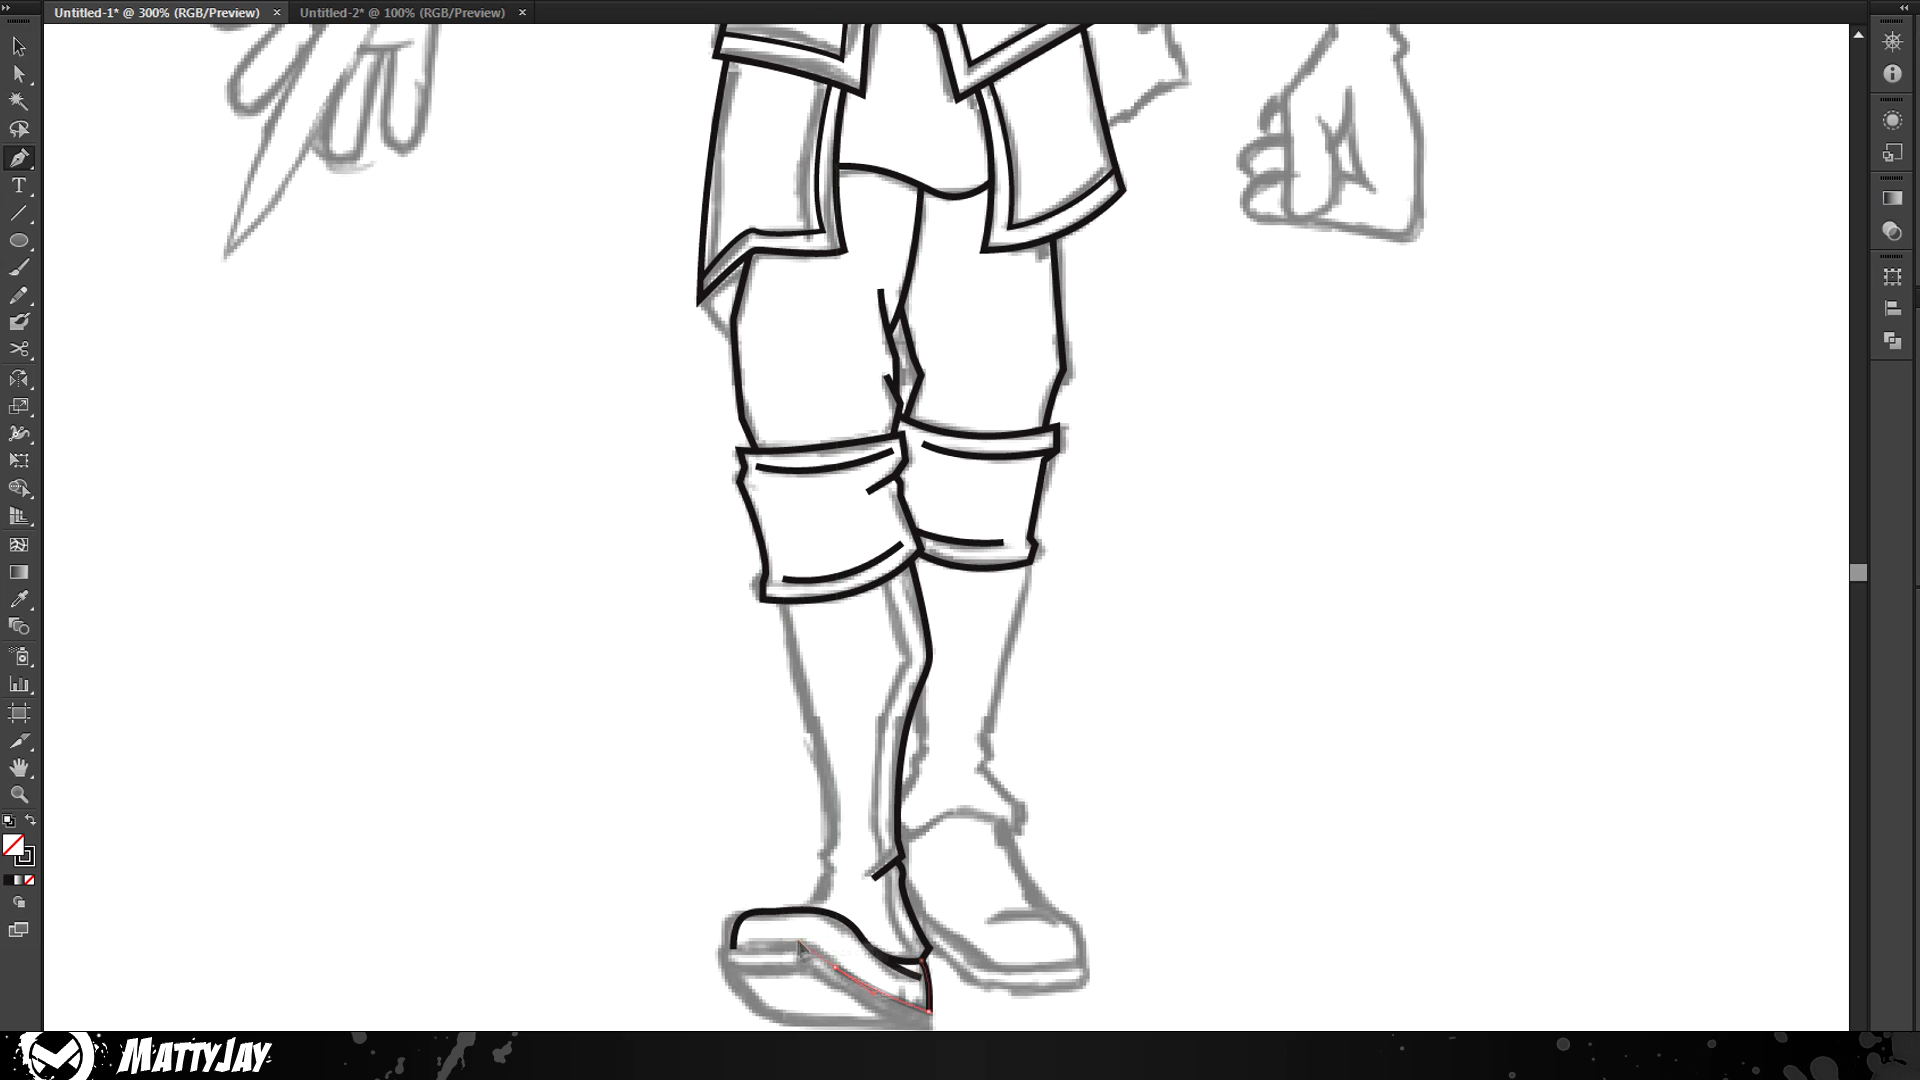 Untitled-1* @ 300% (RGB/Preview)
Untitled-2* @ 100% (RGB/Preview)
MATTYJAY